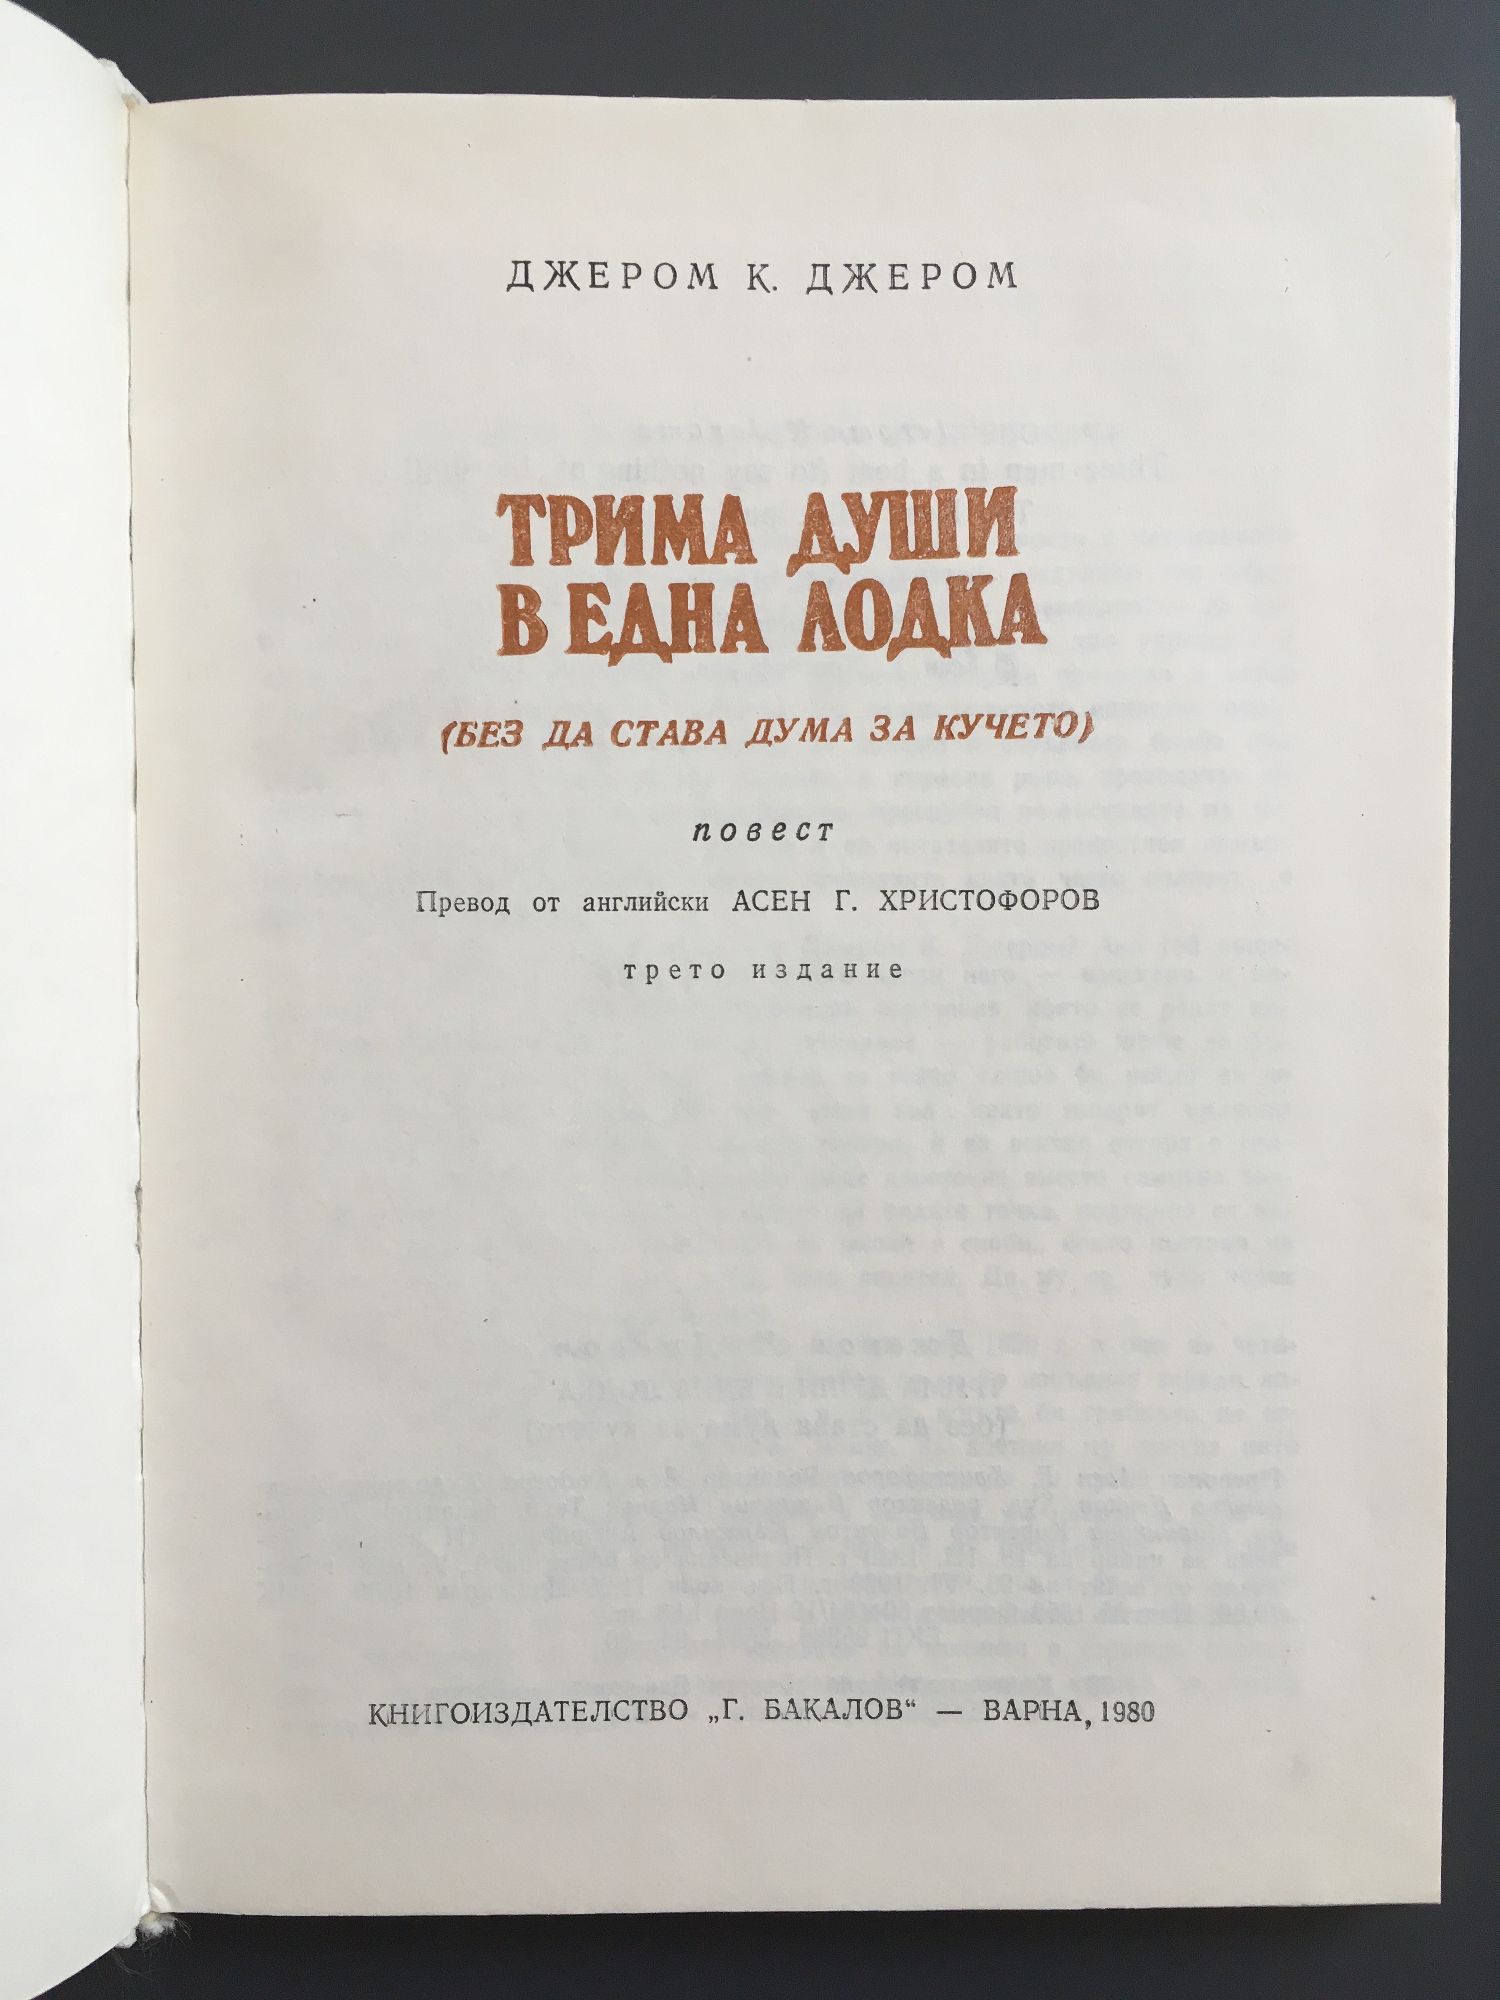 ДЖЕРОМ К. ДЖЕРОМ
ТРИМА ДУШИ
В ЕДНА ЛОДКА
(БЕЗ ДА СТАВА ДУМА ЗА КУЧЕТО)
повест
Превод от английски АСЕН Г. ХРИСТОФОРОВ
трето издание
КНИГОИЗДАТЕЛСТВО „Г. БАКАЛОВ“ — ВАРНА, 1980